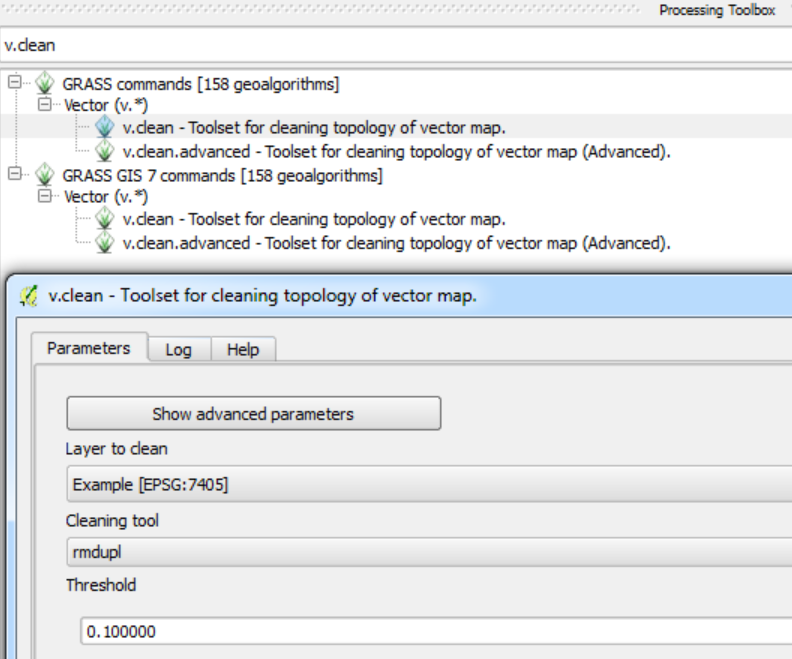 Processing Toolbox
v.clean
GRASS commands [158 geoalgorithms]
Vector (v.*)
v.clean - Toolset for cleaning topology of vector map.
v.clean.advanced - Toolset for cleaning topology of vector map (Advanced).
GRASS GIS 7 commands [158 geoalgorithms]
Vector (v.*)
v.clean - Toolset for cleaning topology of vector map.
v.clean.advanced - Toolset for cleaning topology of vector map (Advanced).
v.clean - Toolset for cleaning topology of vector map.
Parameters Log Help
Show advanced parameters
Layer to clean
Example [EPSG:7405]
Cleaning tool
rmdupl
Threshold
0.100000